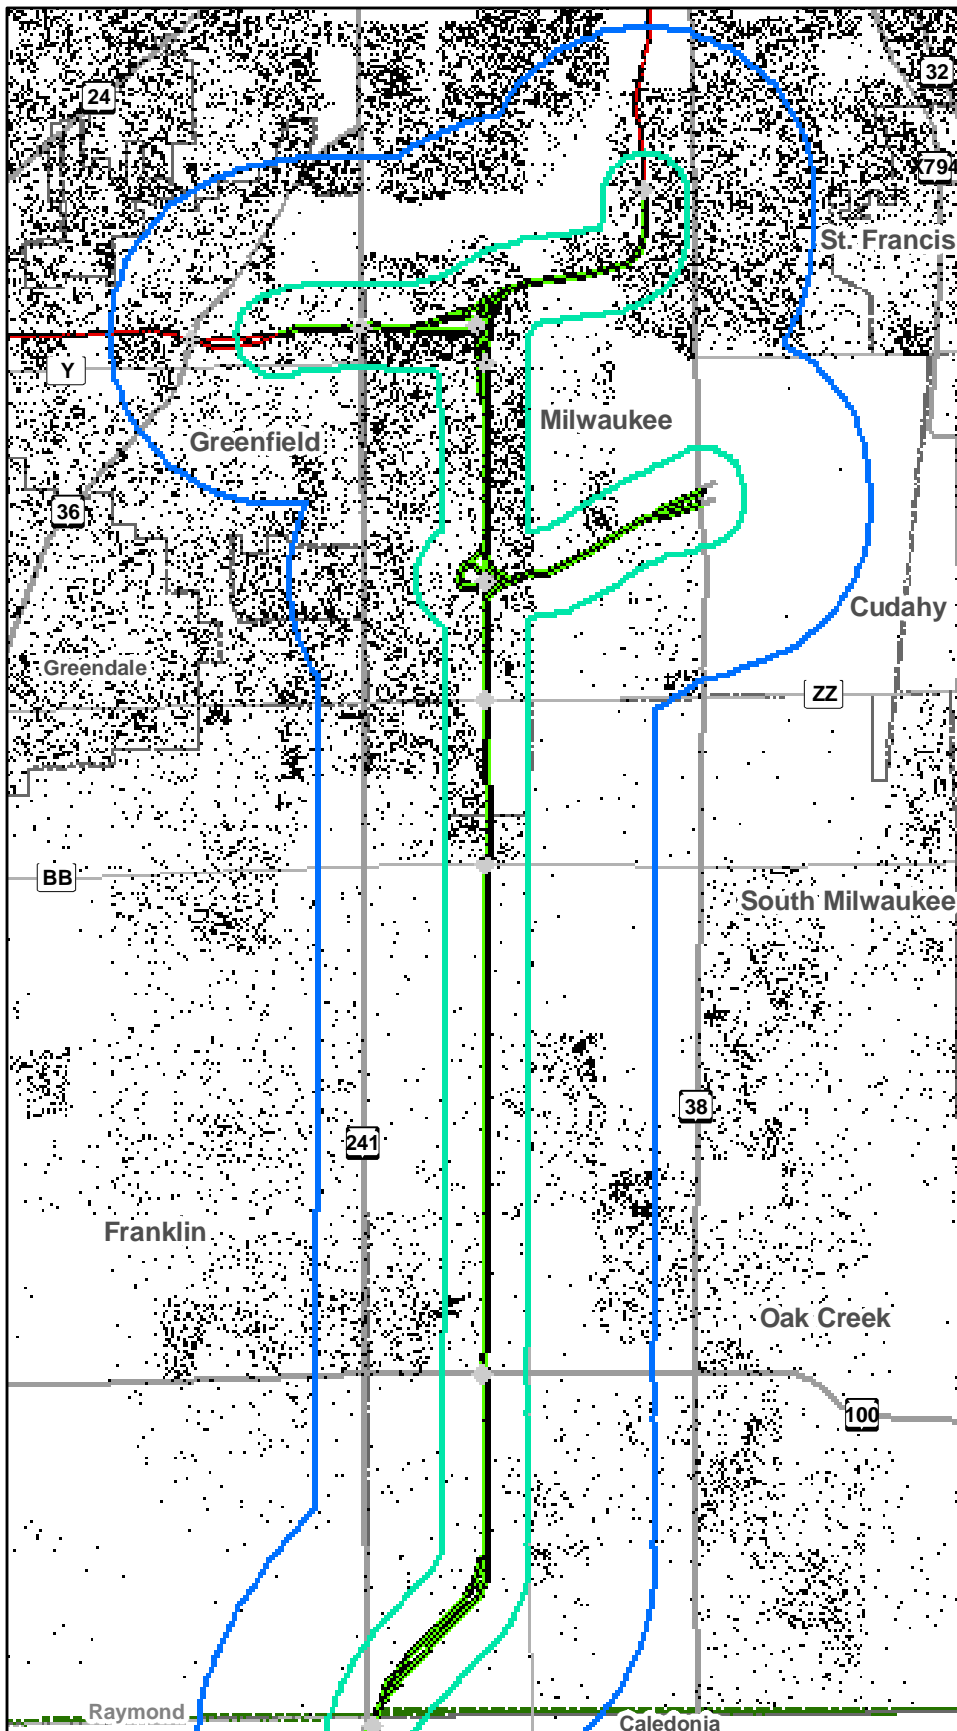 32
24
794
St. Francis
Y
Milwaukee
Greenfield
36
Cudahy
Greendale
ZZ
BB
South Milwaukee
38
241
Franklin
Oak Creek
100
Raymond
Caledonia